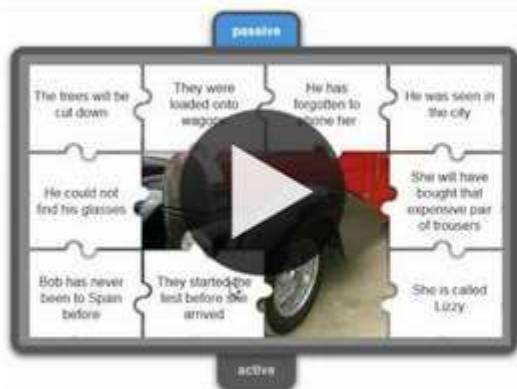 passive
The trees will be
cut down
They were
loaded onto
wagons
He has
forgotten to
phone her
He was seen in
the city
He could not
find his glasses
She will have
bought that
expensive pair
of trousers
Bob has never
been to Spain
before
They started the
test before she
arrived
She is called
Lizzy
active